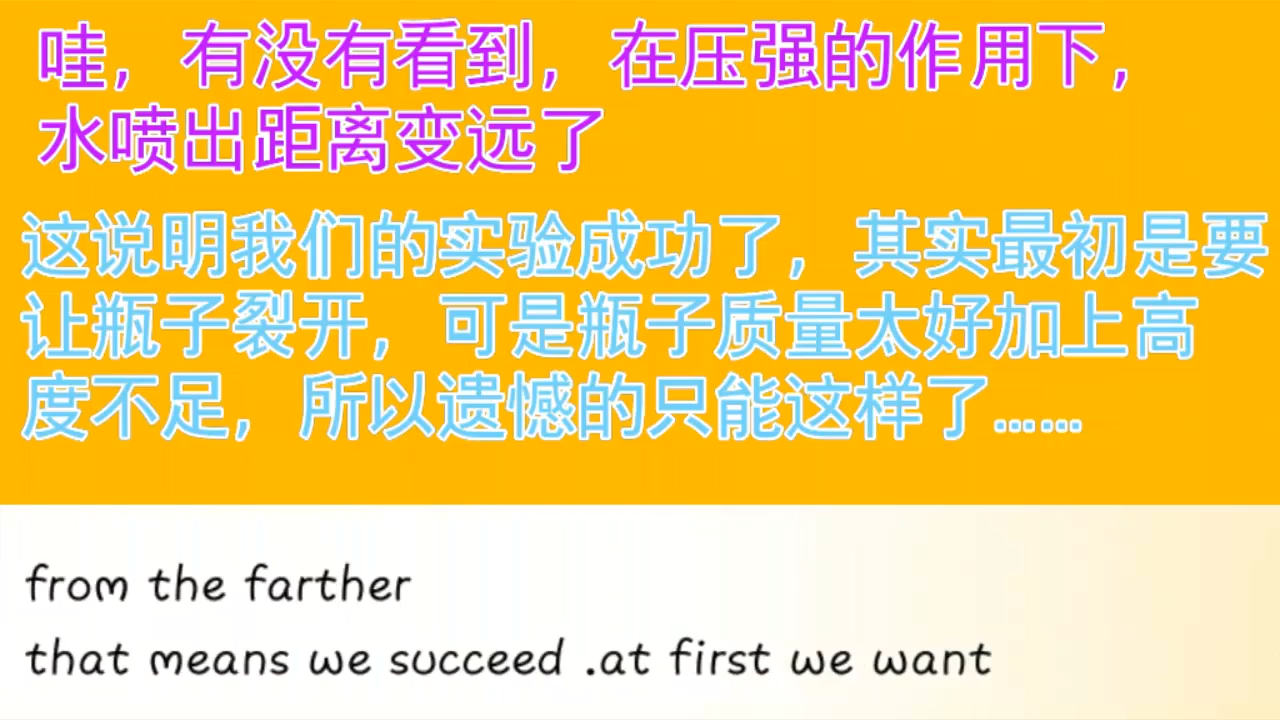 哇，有没有看到，在压强的作用下，
水喷出距离变远了
这说明我们的实验成功了，其实最初是要
让瓶子裂开，可是瓶子质量太好加上高
度不足，所以遗憾的只能这样了……
from the farther
that means we succeed .at first we want